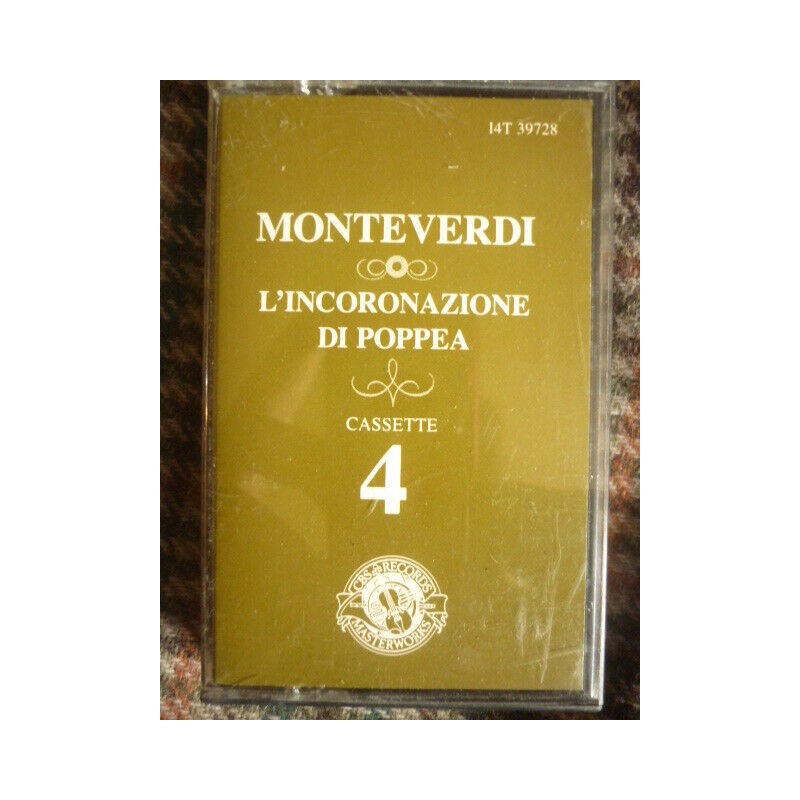 I4T 39728
MONTEVERDI
L'INCORONAZIONE
DI POPPEA
CASSETTE
4
CBS RECORDS
MASTERWORKS